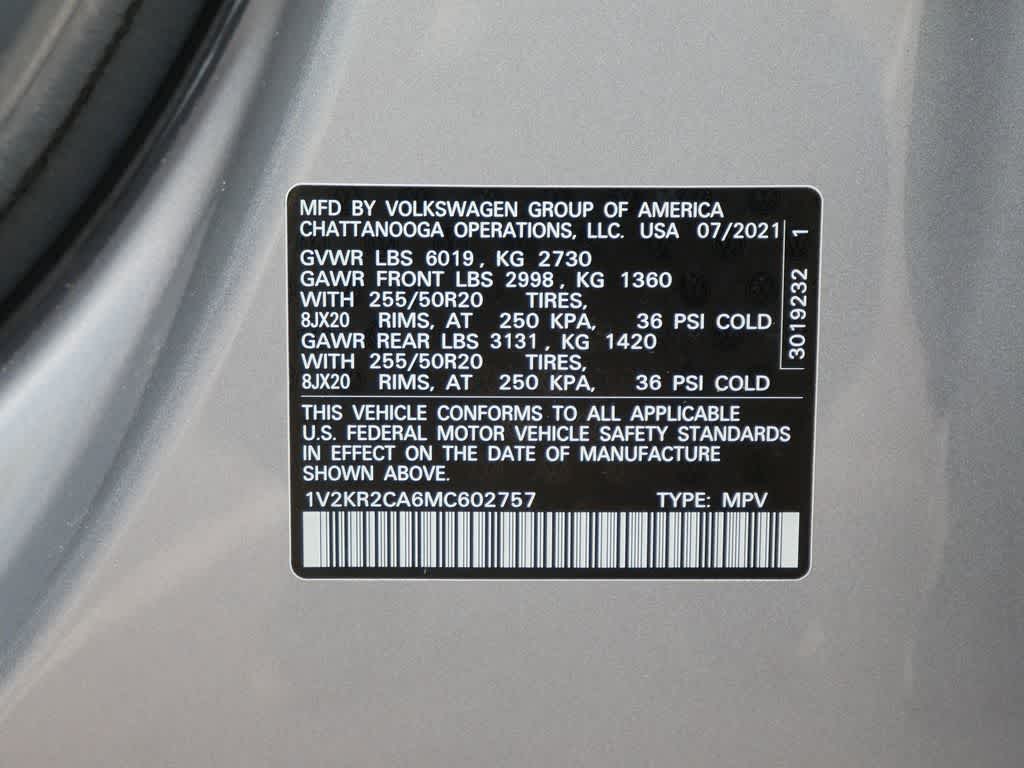 MFD BY VOLKSWAGEN GROUP OF AMERICA
CHATTANOOGA OPERATIONS, LLC. USA 07/2021
GVWR LBS 6019, KG 2730
GAWR FRONT LBS 2998, KG 1360
WITH 255/50R20 TIRES,
8JX20 RIMS, AT 250 KPA, 36 PSI COLD
GAWR REAR LBS 3131, KG 1420
WITH 255/50R20 TIRES,
8JX20 RIMS, AT 250 KPA, 36 PSI COLD
3019232 1
THIS VEHICLE CONFORMS TO ALL APPLICABLE
U.S. FEDERAL MOTOR VEHICLE SAFETY STANDARDS
IN EFFECT ON THE DATE OF MANUFACTURE
SHOWN ABOVE.
1V2KR2CA6MC602757 TYPE: MPV